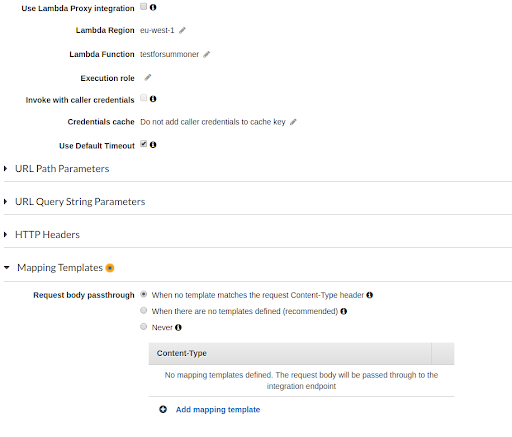 Use Lambda Proxy integration
Lambda Region eu-west-1
Lambda Function testforsummoner
Execution role
Invoke with caller credentials
Credentials cache Do not add caller credentials to cache key
Use Default Timeout
URL Path Parameters
URL Query String Parameters
HTTP Headers
Mapping Templates
Request body passthrough When no template matches the request Content-Type header
When there are no templates defined (recommended)
Never
Content-Type
No mapping templates defined. The request body will be passed through to the
integration endpoint
Add mapping template